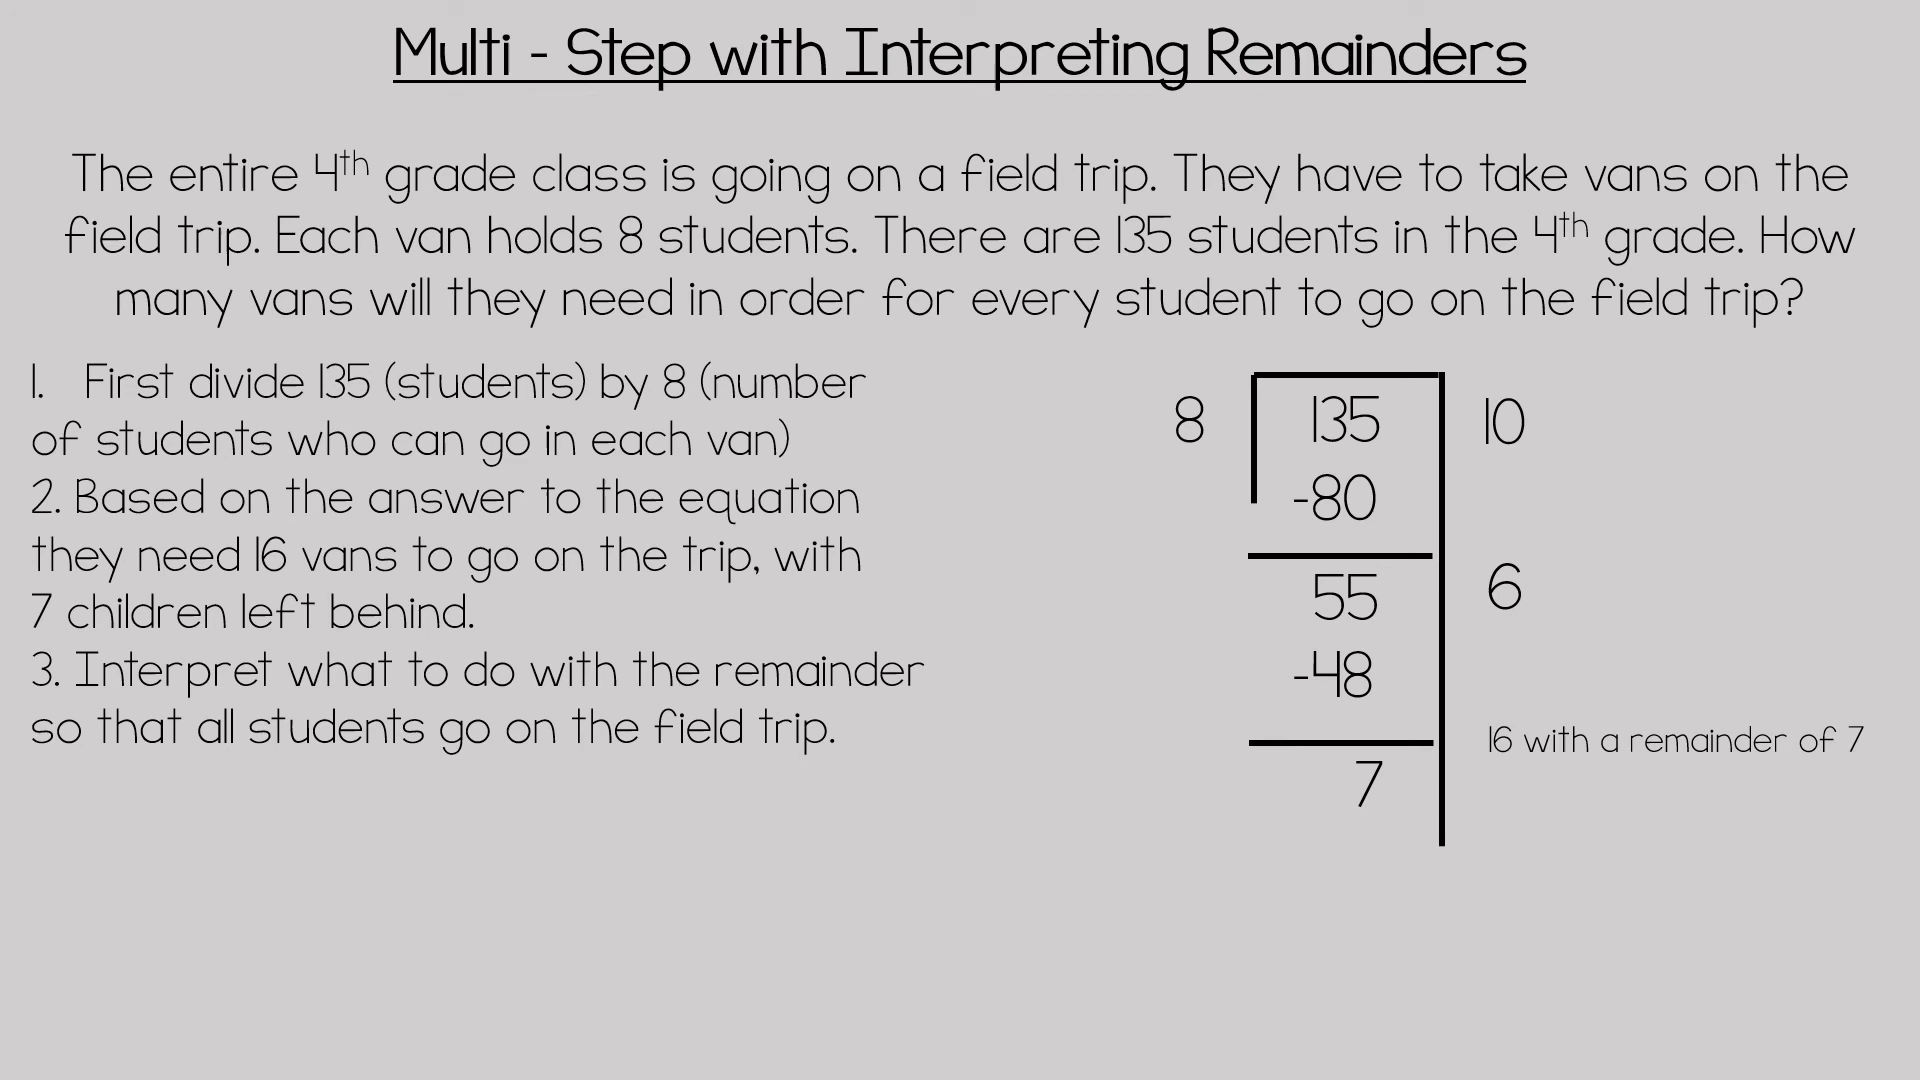 Multi - Step with Interpreting Remainders
The entire 4th grade class is going on a field trip. They have to take vans on the
field trip. Each van holds 8 students. There are 135 students in the 4th grade. How
many vans will they need in order for every student to go on the field trip?
1. First divide 135 (students) by 8 (number
of students who can go in each van)
2. Based on the answer to the equation
they need 16 vans to go on the trip, with
7 children left behind.
3. Interpret what to do with the remainder
so that all students go on the field trip.
8 135 10
-80
55 6
-48
16 with a remainder of 7
7